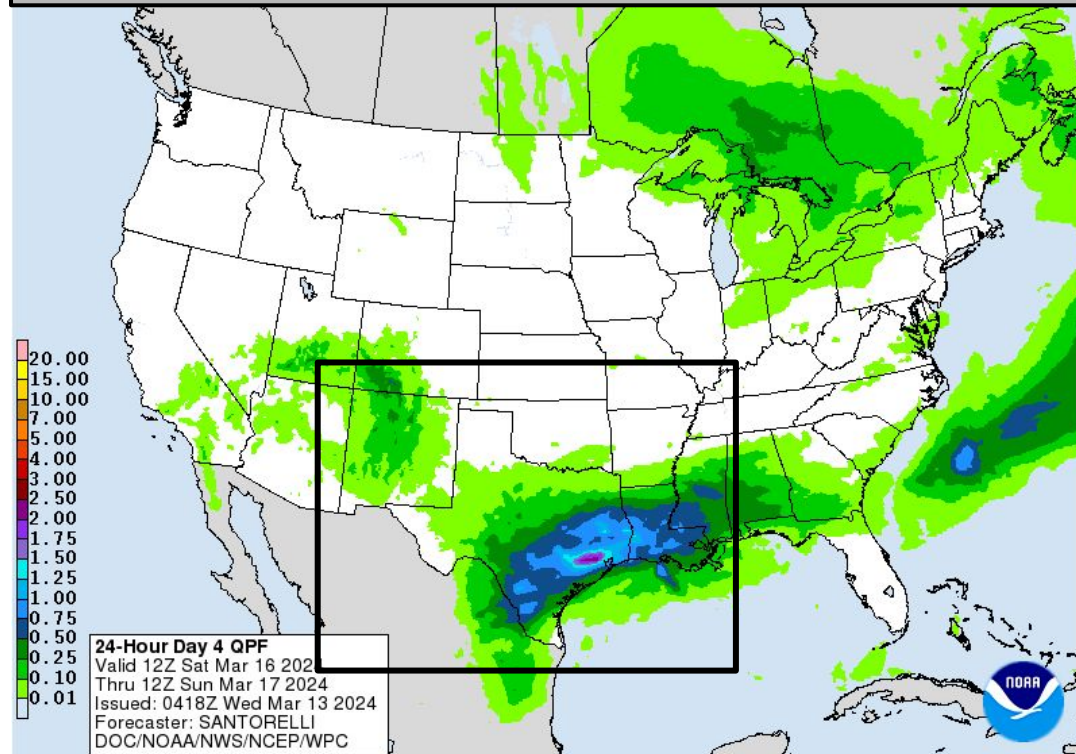 20.00
15.00
10.00
7.00
5.00
4.00
3.00
2.50
2.00
1.75
1.50
1.25
1.00
0.75
0.50
0.25
0.10
0.01
24-Hour Day 4 QPF
Valid 12Z Sat Mar 16 202
Thru 12Z Sun Mar 17 2024
Issued: 0418Z Wed Mar 13 2024
Forecaster: SANTORELLI
DOC/NOAA/NWS/NCEP/WPC
NOAA